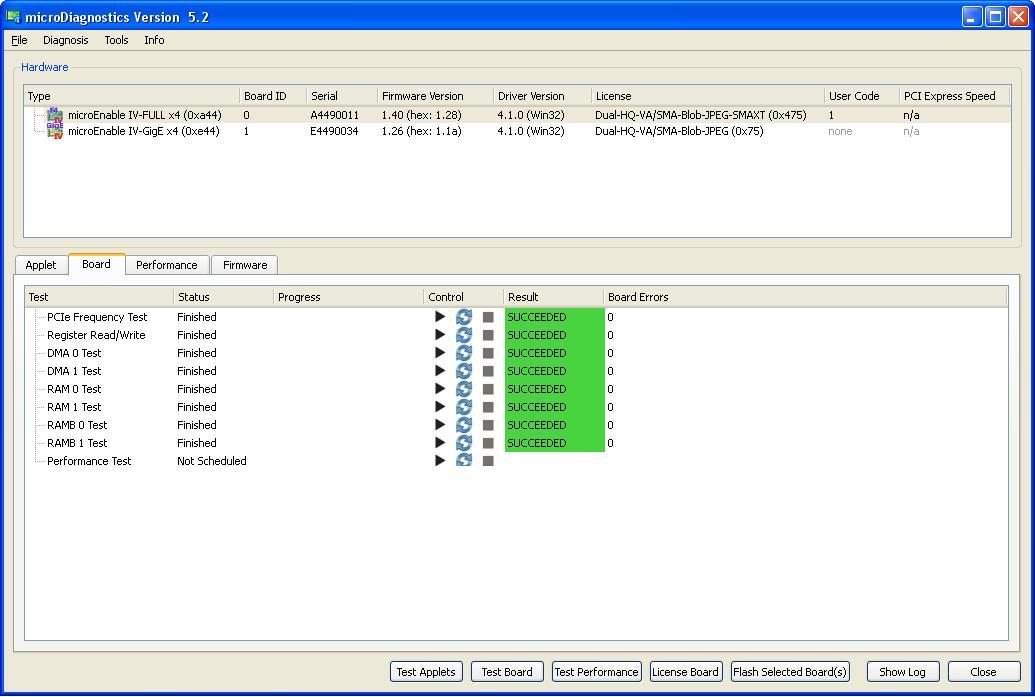 microDiagnostics Version 5.2
File Diagnosis Tools Info
Hardware
Type Board ID Serial Firmware Version Driver Version License User Code PCI Express Speed
microEnable IV-FULL x4 (0xa44) 0 A4490011 1.40 (hex: 1.28) 4.1.0 (Win32) Dual-HQ-VA/SMA-Blob-JPEG-SMAXT (0x475) 1 n/a
microEnable IV-GigE x4 (0xe44) 1 E4490034 1.26 (hex: 1.1a) 4.1.0 (Win32) Dual-HQ-VA/SMA-Blob-JPEG (0x75) none n/a
Applet Board Performance Firmware
Test Status Progress Control Result Board Errors
PCIe Frequency Test Finished SUCCEEDED 0
Register Read/Write Finished SUCCEEDED 0
DMA 0 Test Finished SUCCEEDED 0
DMA 1 Test Finished SUCCEEDED 0
RAM 0 Test Finished SUCCEEDED 0
RAM 1 Test Finished SUCCEEDED 0
RAMB 0 Test Finished SUCCEEDED 0
RAMB 1 Test Finished SUCCEEDED 0
Performance Test Not Scheduled
Test Applets Test Board Test Performance License Board Flash Selected Board(s) Show Log Close